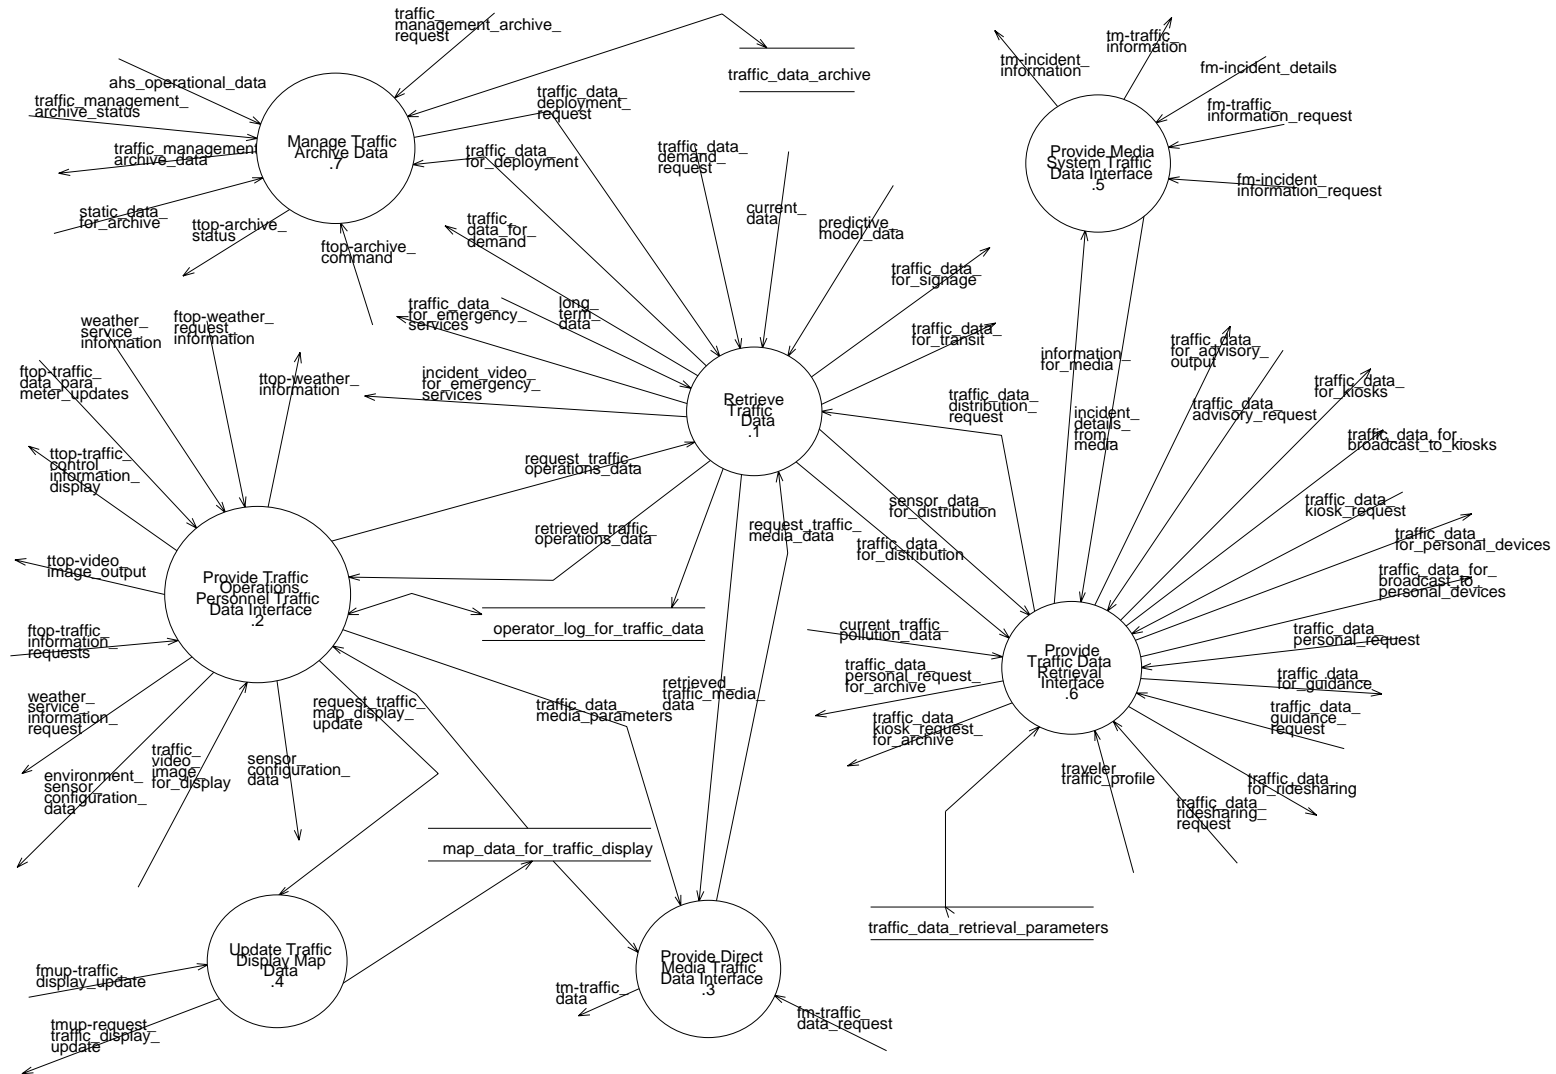 traffic_
management_archive_
request
ahs_operational_data
traffic_management_
archive_status
traffic_management_
archive_data
static_data_
for_archive
ttop-archive_
status
ftop-archive_
command
Manage Traffic
Archive Data
.7
traffic_data_
deployment_
request
traffic_data_
for_deployment
traffic_data_archive
traffic_data_
demand_
request
current_
data
predictive_
model_data
traffic_
data_for_
demand
traffic_data_
for_signage
traffic_data_
for_transit
traffic_data_
for_emergency_
services
long_
term_
data
incident_video_
for_emergency_
services
Retrieve
Traffic
Data
.1
tm-incident_
information
tm-traffic_
information
fm-incident_details
fm-traffic_
information_request
fm-incident_
information_request
Provide Media
System Traffic
Data Interface
.5
information_
for_media
incident_
details_
from_
media
traffic_data_
distribution_
request
traffic_data_
for_advisory_
output
traffic_data_
advisory_request
traffic_data_
for_kiosks
traffic_data_for_
broadcast_to_kiosks
traffic_data_
kiosk_request
traffic_data_
for_personal_devices
traffic_data_for_
broadcast_to_
personal_devices
traffic_data_
personal_request
traffic_data_
for_guidance
traffic_data_
guidance_
request
traffic_data_
for_ridesharing
traffic_data_
ridesharing_
request
traveler_
traffic_profile
Provide
Traffic Data
Retrieval
Interface
.6
sensor_data_
for_distribution
traffic_data_
for_distribution
current_traffic_
pollution_data
traffic_data_
personal_request_
for_archive
traffic_data_
kiosk_request_
for_archive
traffic_data_retrieval_parameters
weather_
service_
information
ftop-weather_
request_
information
ttop-weather_
information
ftop-traffic_
data_para_
meter_updates
ttop-traffic_
control_
information_
display
ttop-video_
image_output
ftop-traffic_
information_
requests
weather_
service_
information_
request
environment_
sensor_
configuration_
data
traffic_
video_
image_
for_display
sensor_
configuration_
data
request_traffic_
map_display_
update
Provide Traffic
Operations
Personnel Traffic
Data Interface
.2
request_traffic_
operations_data
retrieved_traffic_
operations_data
request_traffic_
media_data
operator_log_for_traffic_data
traffic_data_
media_parameters
retrieved_
traffic_media_
data
map_data_for_traffic_display
Update Traffic
Display Map
Data
.4
fmup-traffic_
display_update
tmup-request_
traffic_display_
update
Provide Direct
Media Traffic
Data Interface
.3
tm-traffic_
data
fm-traffic_
data_request